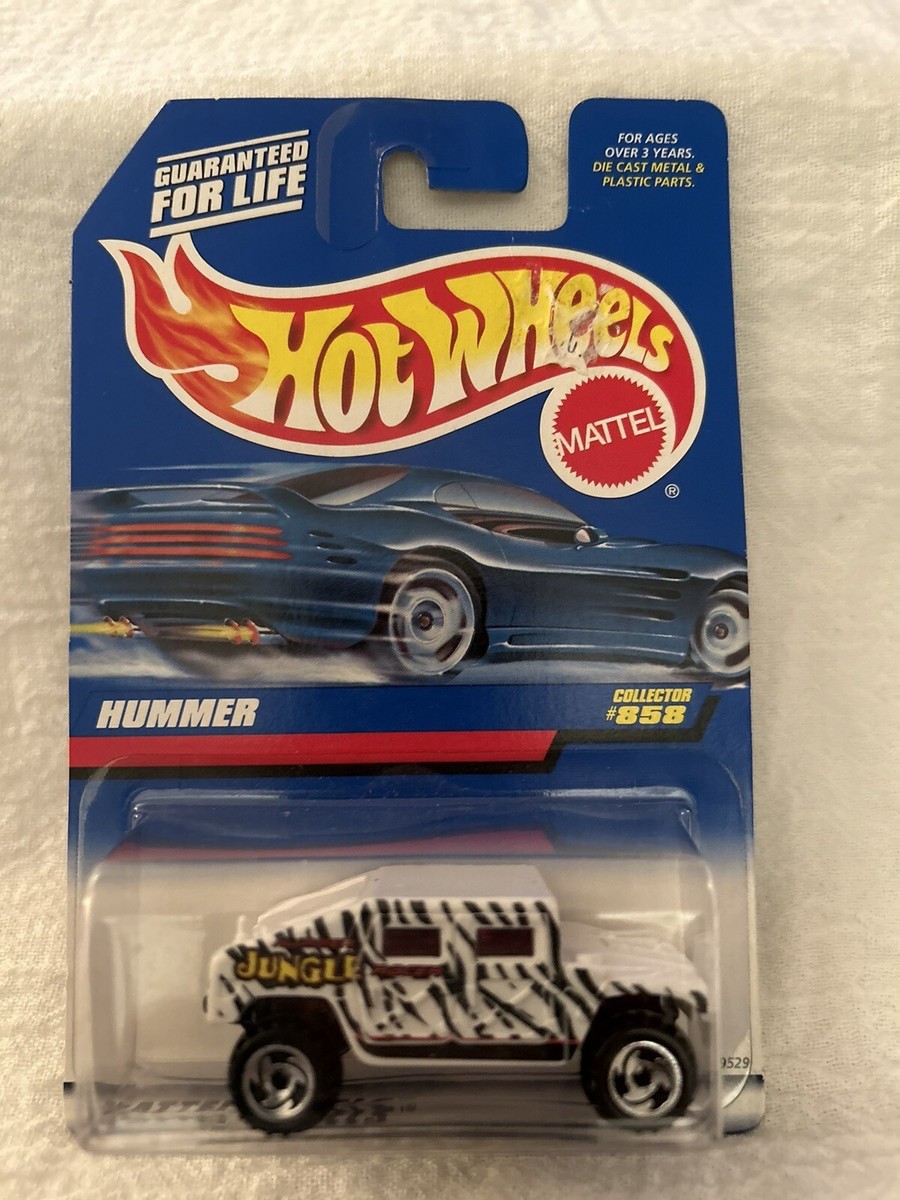 GUARANTEED
FOR LIFE
FOR AGES
OVER 3 YEARS.
DIE CAST METAL &
PLASTIC PARTS.
HOT WHEELS
MATTEL
®
HUMMER
COLLECTOR
#858
JUNGLE
9529